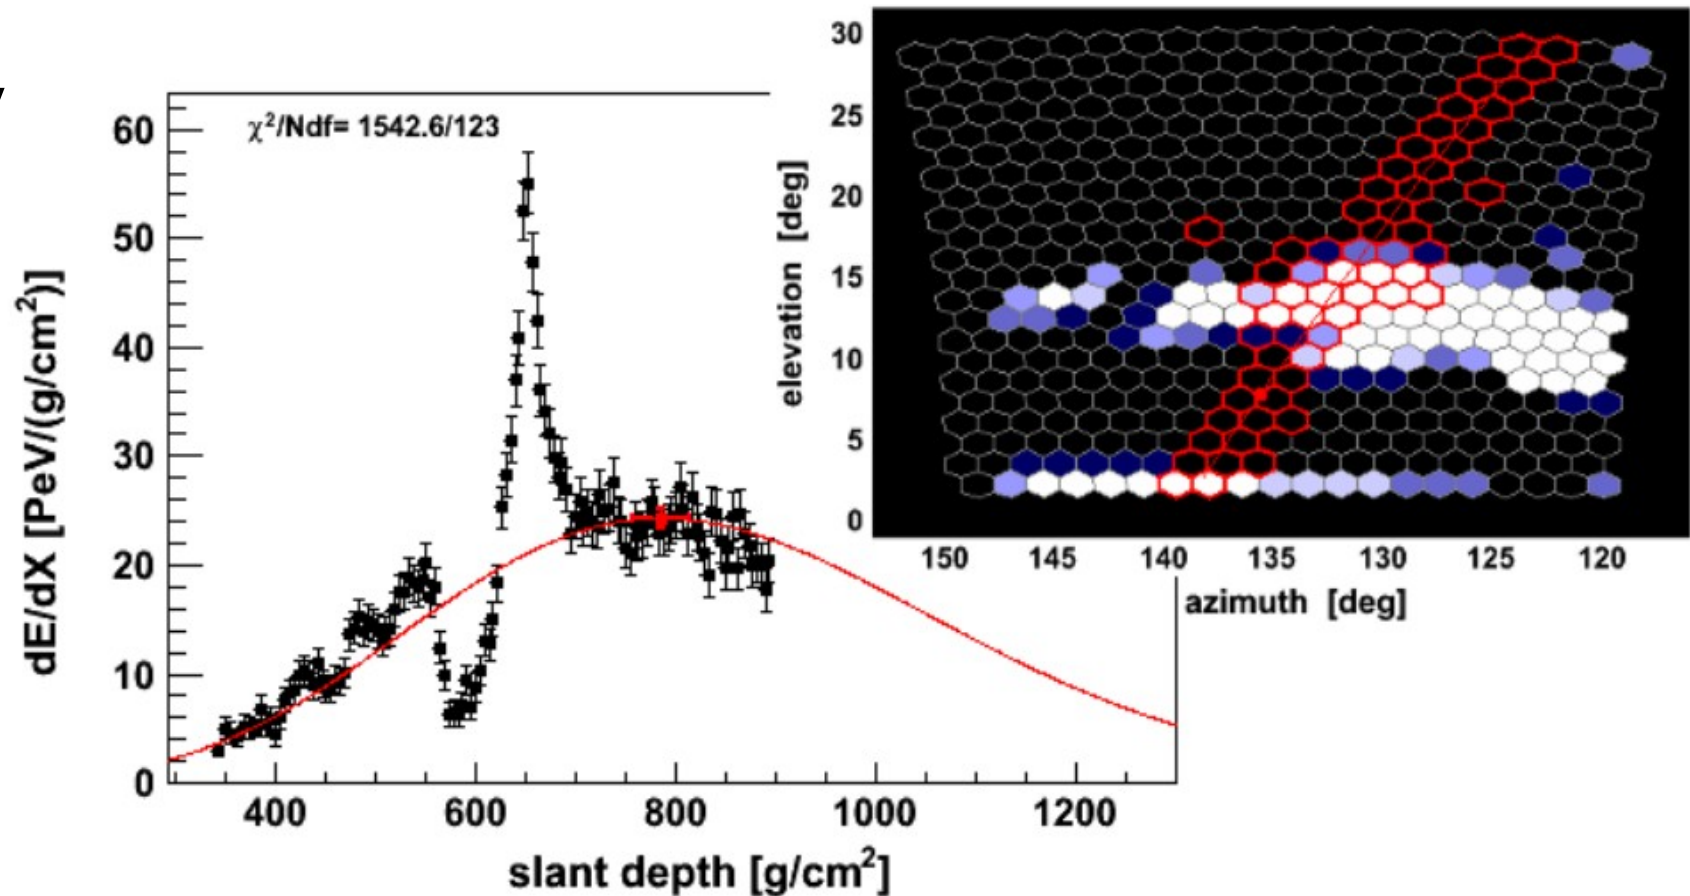 χ²/Ndf= 1542.6/123
60
50
40
30
20
10
0
dE/dX [PeV/(g/cm²)]
400 600 800 1000 1200
slant depth [g/cm²]
30
25
20
15
10
5
0
elevation [deg]
150 145 140 135 130 125 120
azimuth [deg]